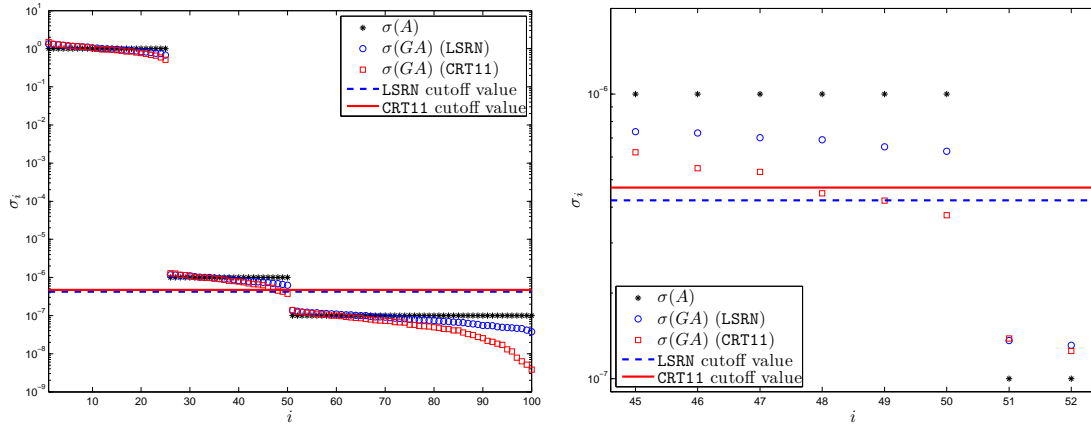 10^1
10^0
10^-1
10^-2
10^-3
10^-4
10^-5
10^-6
10^-7
10^-8
10^-9
σ_i
10 20 30 40 50 60 70 80 90 100
i
σ(A)
σ(GA) (LSRN)
σ(GA) (CRT11)
LSRN cutoff value
CRT11 cutoff value
10^-6
10^-7
σ_i
45 46 47 48 49 50 51 52
i
σ(A)
σ(GA) (LSRN)
σ(GA) (CRT11)
LSRN cutoff value
CRT11 cutoff value